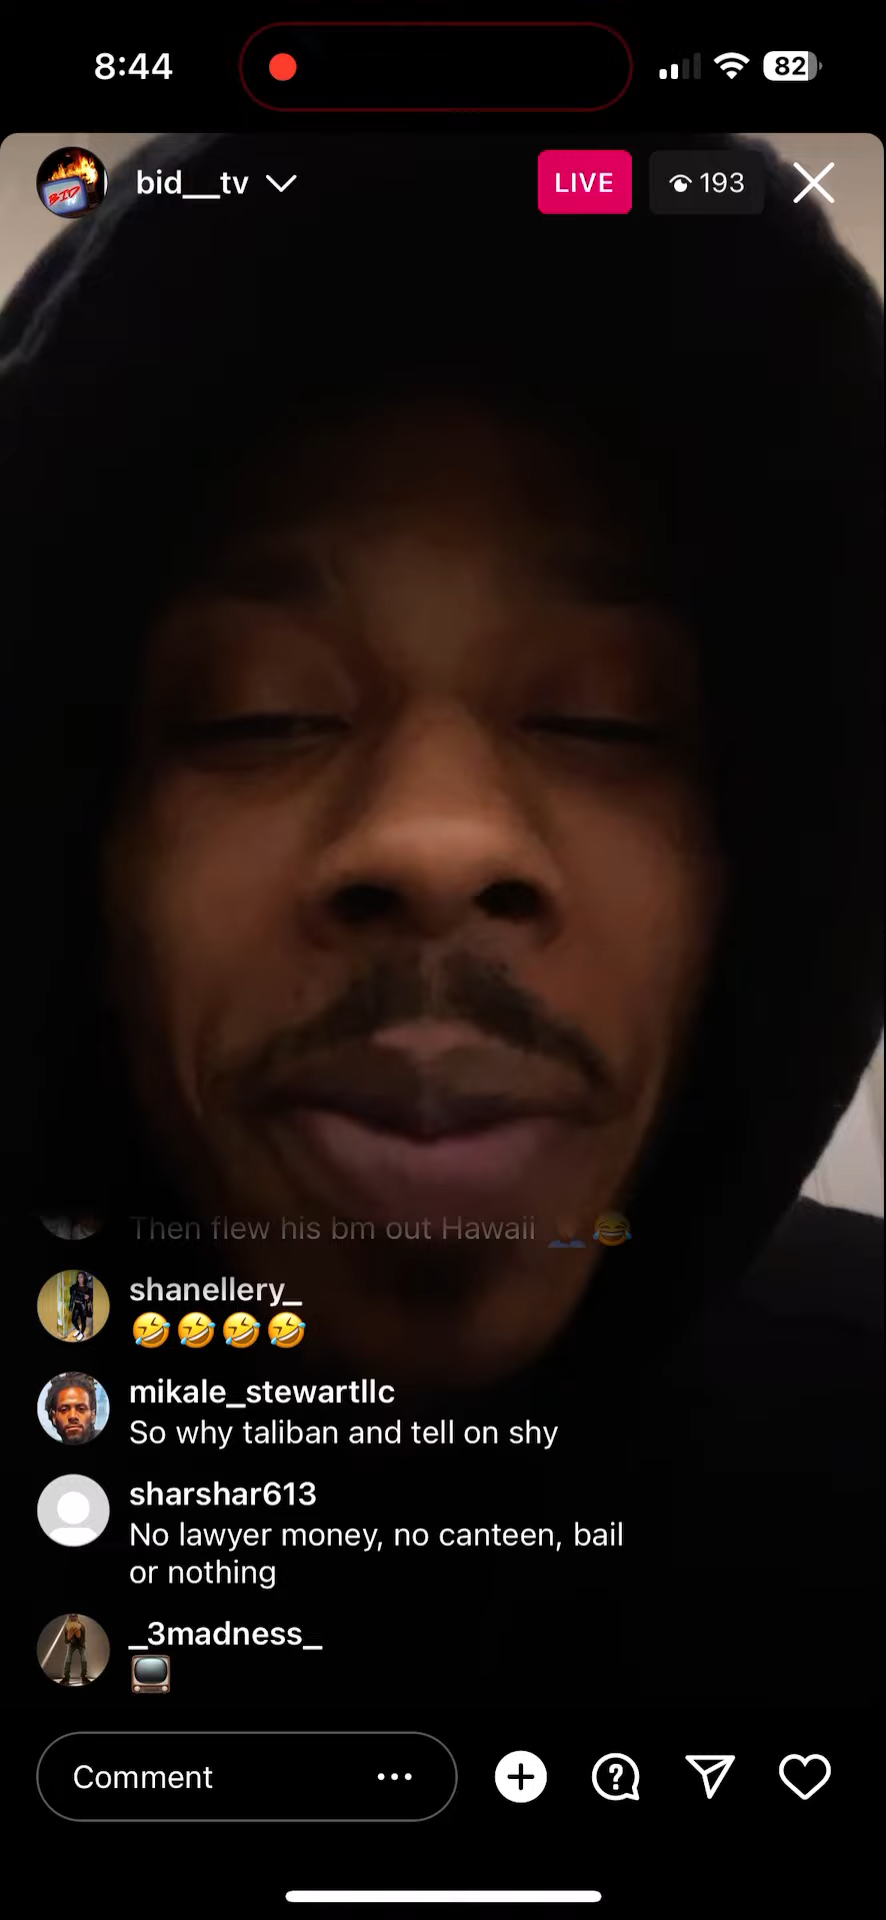 8:44
82
bid__tv
LIVE
193
BID
Then flew his bm out Hawaii 🤷🏾‍♂️😂
shanellery_
🤣🤣🤣🤣
mikale_stewartllc
So why taliban and tell on shy
sharshar613
No lawyer money, no canteen, bail
or nothing
_3madness_
📺
Comment